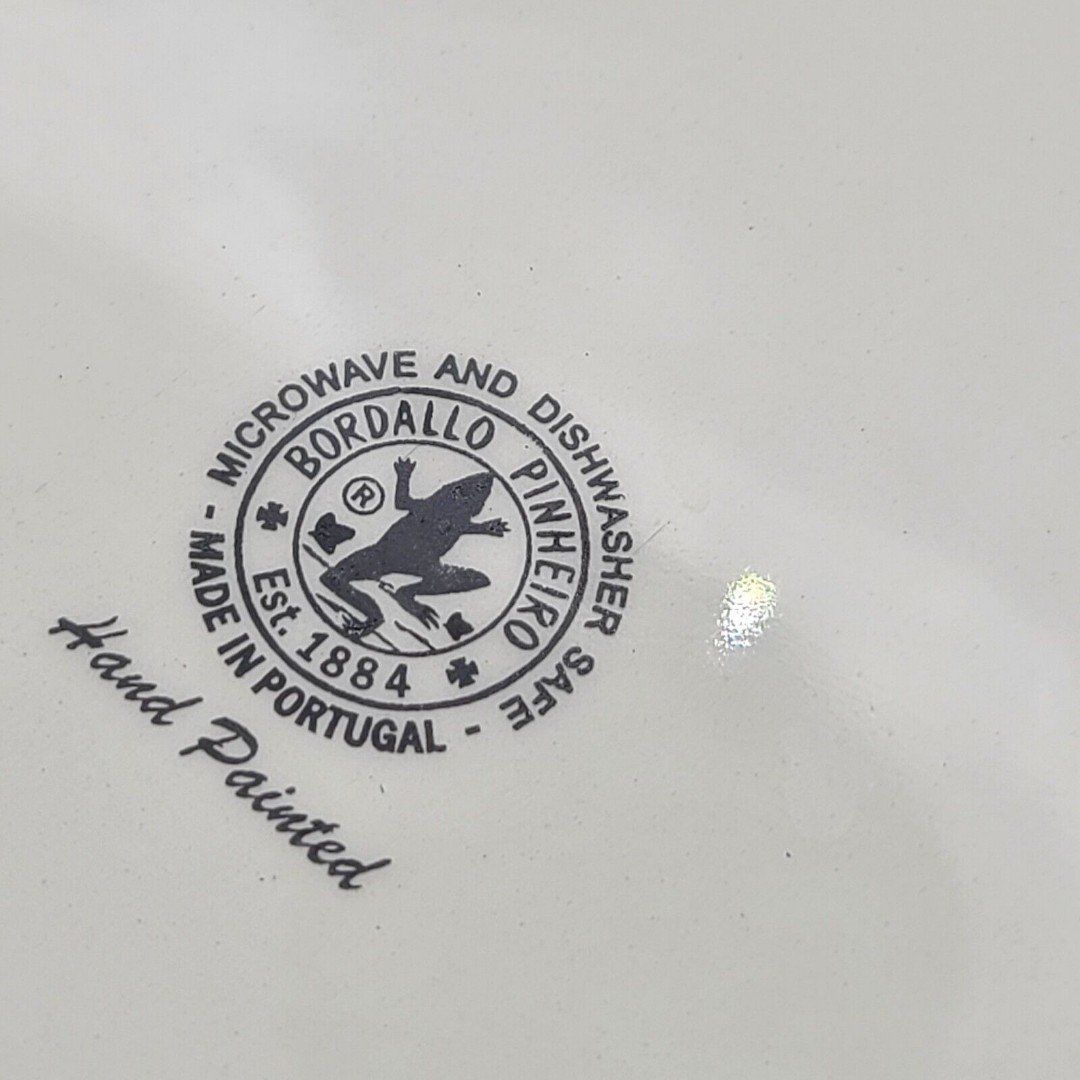 MICROWAVE AND DISHWASHER SAFE
- MADE IN PORTUGAL -
BORDALLO PINHEIRO
®
Est. 1884
Hand Painted